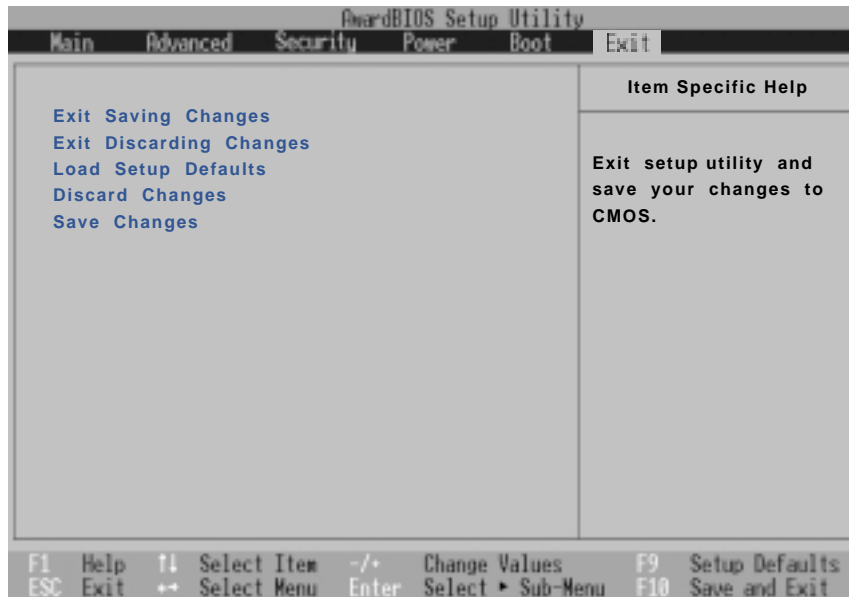 AwardBIOS Setup Utility
Main Advanced Security Power Boot Exit
Item Specific Help
Exit Saving Changes
Exit Discarding Changes
Load Setup Defaults
Discard Changes
Save Changes
Exit setup utility and
save your changes to
CMOS.
F1 Help ↑↓ Select Item -/+ Change Values F9 Setup Defaults
ESC Exit ←→ Select Menu Enter Select ► Sub-Menu F10 Save and Exit